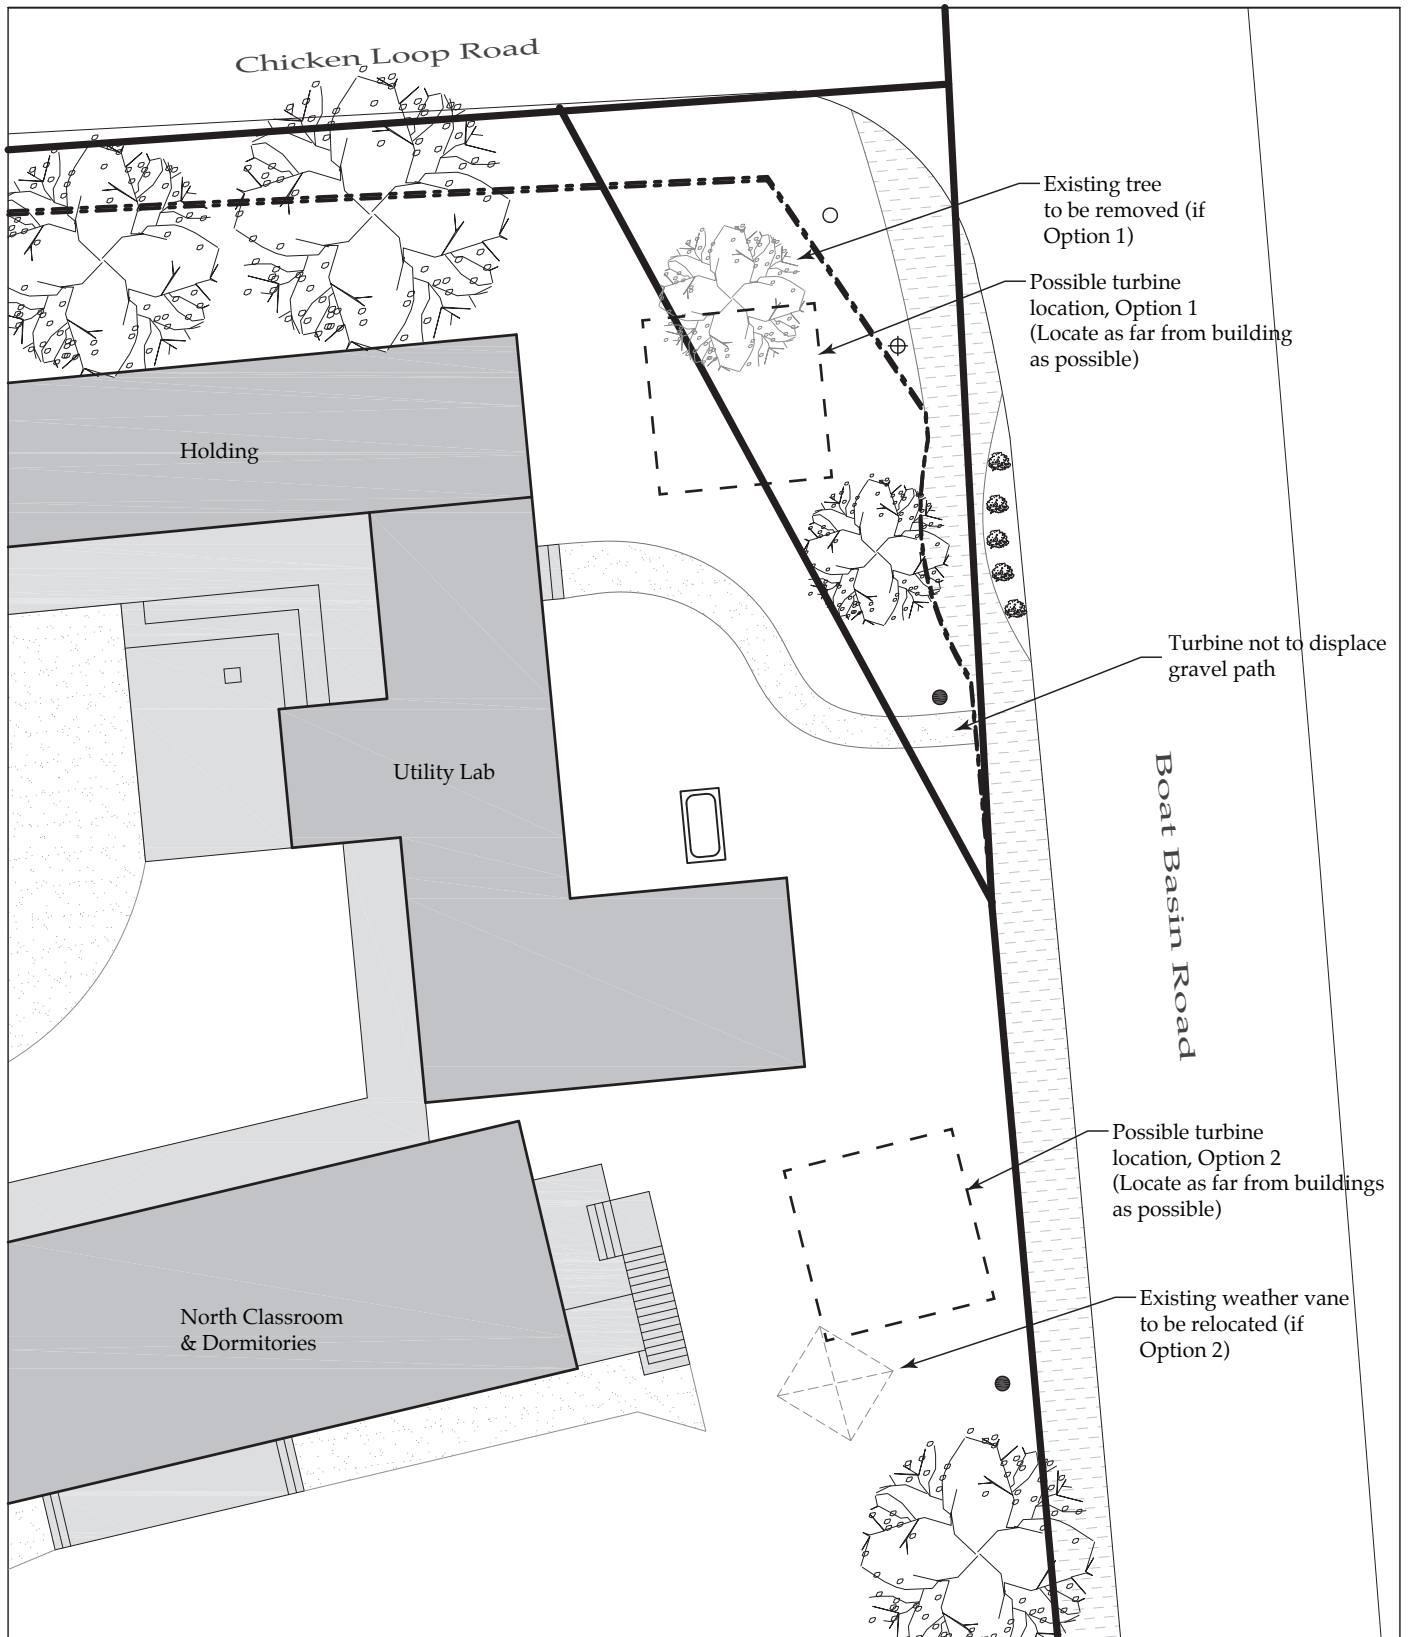 Chicken Loop Road
Existing tree
to be removed (if
Option 1)
Possible turbine
location, Option 1
(Locate as far from building
as possible)
Holding
Turbine not to displace
gravel path
Utility Lab
Boat Basin Road
Possible turbine
location, Option 2
(Locate as far from buildings
as possible)
Existing weather vane
to be relocated (if
Option 2)
North Classroom
& Dormitories